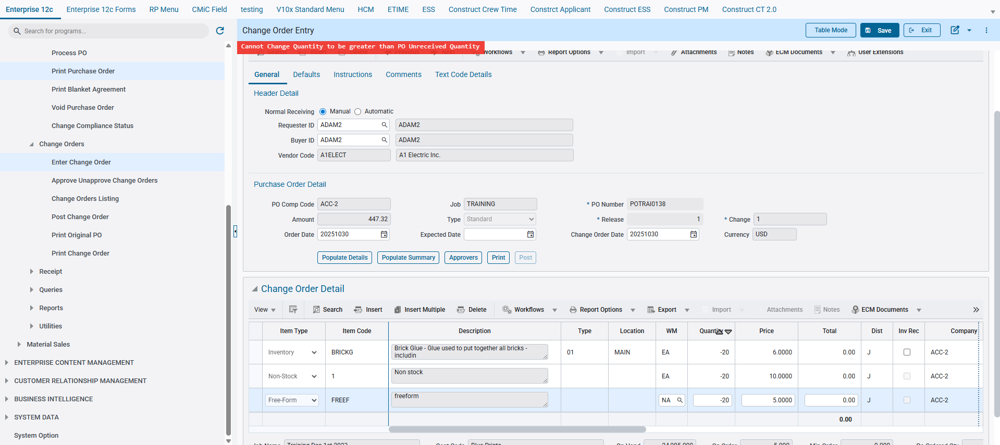 Enterprise 12c Enterprise 12c Forms RP Menu CMiC Field testing V10x Standard Menu HCM ETIME ESS Construct Crew Time Constrct Applicant Construct ESS Construct PM Construct CT 2.0
Search for programs...
Process PO
Print Purchase Order
Print Blanket Agreement
Void Purchase Order
Change Compliance Status
Change Orders
Enter Change Order
Approve Unapprove Change Orders
Change Orders Listing
Post Change Order
Print Original PO
Print Change Order
Receipt
Queries
Reports
Utilities
Material Sales
ENTERPRISE CONTENT MANAGEMENT
CUSTOMER RELATIONSHIP MANAGEMENT
BUSINESS INTELLIGENCE
SYSTEM DATA
System Option
Change Order Entry Table Mode Save Exit
Cannot Change Quantity to be greater than PO Unreceived Quantity
Workflows Report Options Import Attachments Notes ECM Documents User Extensions
General Defaults Instructions Comments Text Code Details
Header Detail
Normal Receiving Manual Automatic
Requester ID ADAM2 ADAM2
Buyer ID ADAM2 ADAM2
Vendor Code A1ELECT A1 Electric Inc.
Purchase Order Detail
PO Comp Code ACC-2 Job TRAINING * PO Number POTRAI0138
Amount 447.32 Type Standard * Release 1 * Change 1
Order Date 20251030 Expected Date Change Order Date 20251030 Currency USD
Populate Details Populate Summary Approvers Print Post
Change Order Detail
View Search Insert Insert Multiple Delete Workflows Report Options Export Import Attachments Notes ECM Documents
Item Type Item Code Description Type Location WM Quantity Price Total Dist Inv Rec Company
Inventory BRICKG Brick Glue - Glue used to put together all bricks - 01 MAIN EA -20 6.0000 0.00 J ACC-2
includin
Non-Stock 1 Non stock EA -20 10.0000 0.00 J ACC-2
Free-Form FREEF freeform NA -20 5.0000 0.00 J ACC-2
0.00